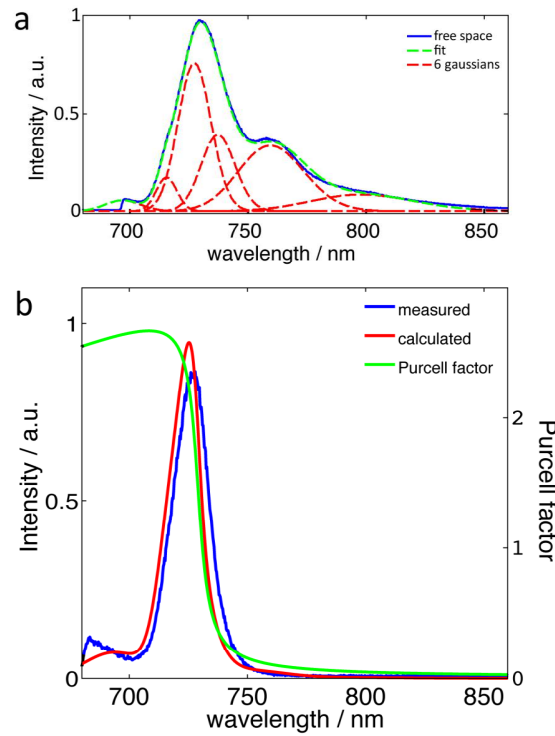 a
free space
fit
6 gaussians
Intensity / a.u.
1
0.5
0
700
750
800
850
wavelength / nm
b
measured
calculated
Purcell factor
Intensity / a.u.
1
0.5
0
2
1
0
Purcell factor
700
750
800
850
wavelength / nm